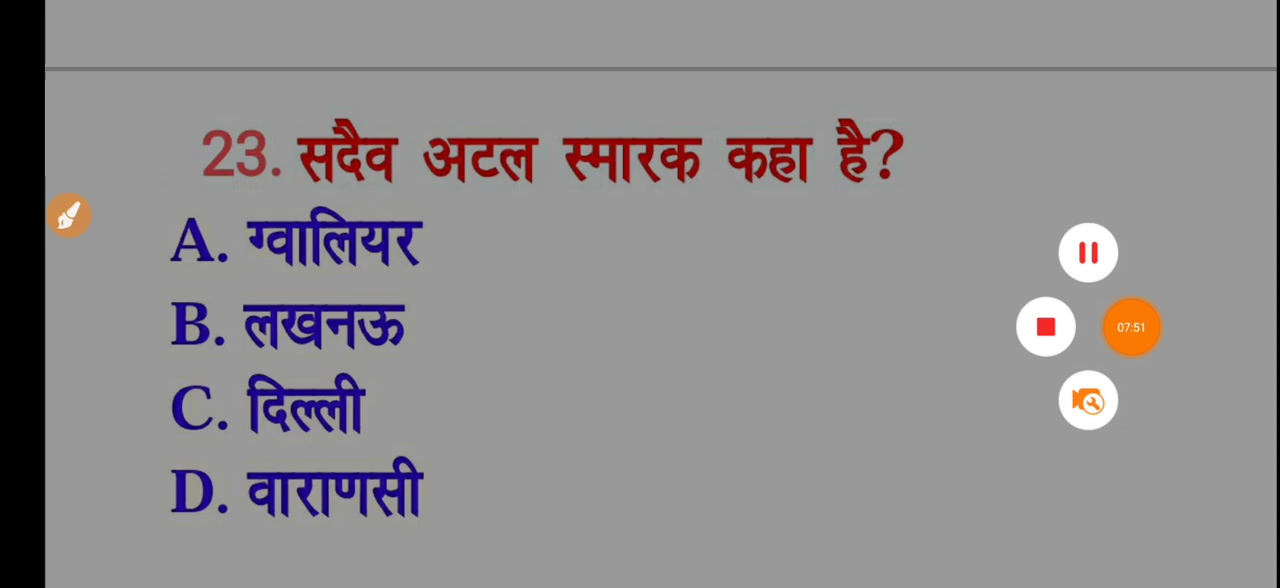 23. सदैव अटल स्मारक कहा है?
A. ग्वालियर
B. लखनऊ
C. दिल्ली
D. वाराणसी
07:51